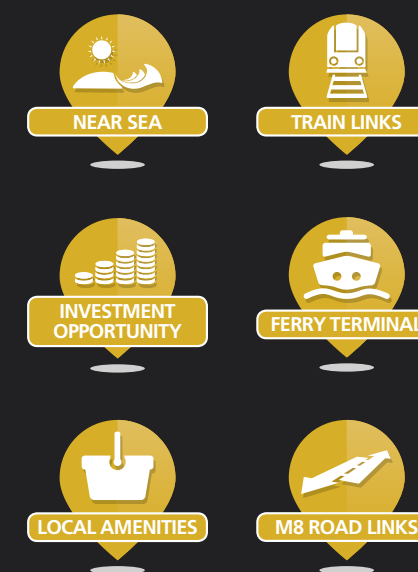 NEAR SEA
TRAIN LINKS
INVESTMENT
OPPORTUNITY
FERRY TERMINAL
LOCAL AMENITIES
M8 ROAD LINKS